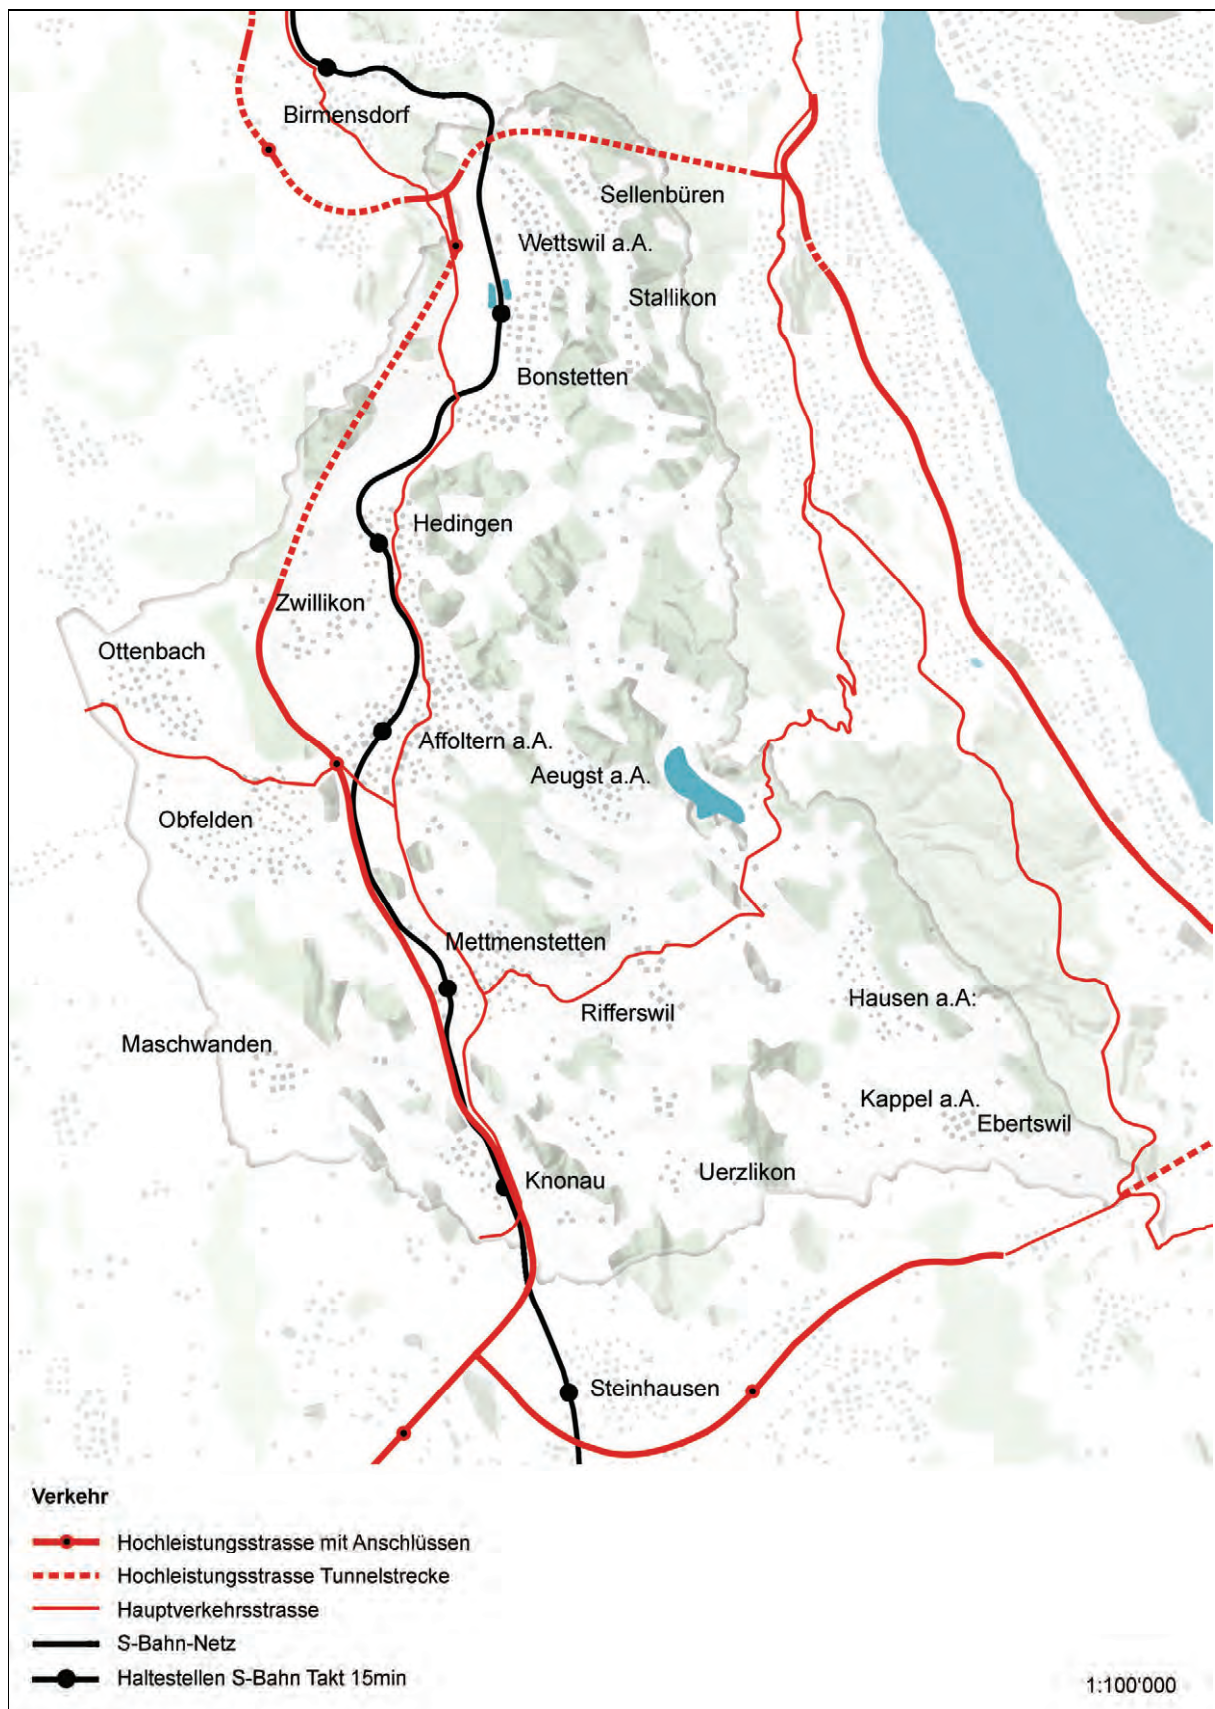 Birmensdorf
Sellenbüren
Wettswil a.A.
Stallikon
Bonstetten
Hedingen
Zwillikon
Ottenbach
Affoltern a.A.
Aeugst a.A.
Obfelden
Mettmenstetten
Hausen a.A:
Rifferswil
Maschwanden
Kappel a.A.
Ebertswil
Uerzlikon
Knonau
Steinhausen
Verkehr
Hochleistungsstrasse mit Anschlüssen
Hochleistungsstrasse Tunnelstrecke
Hauptverkehrsstrasse
S-Bahn-Netz
Haltestellen S-Bahn Takt 15min
1:100'000